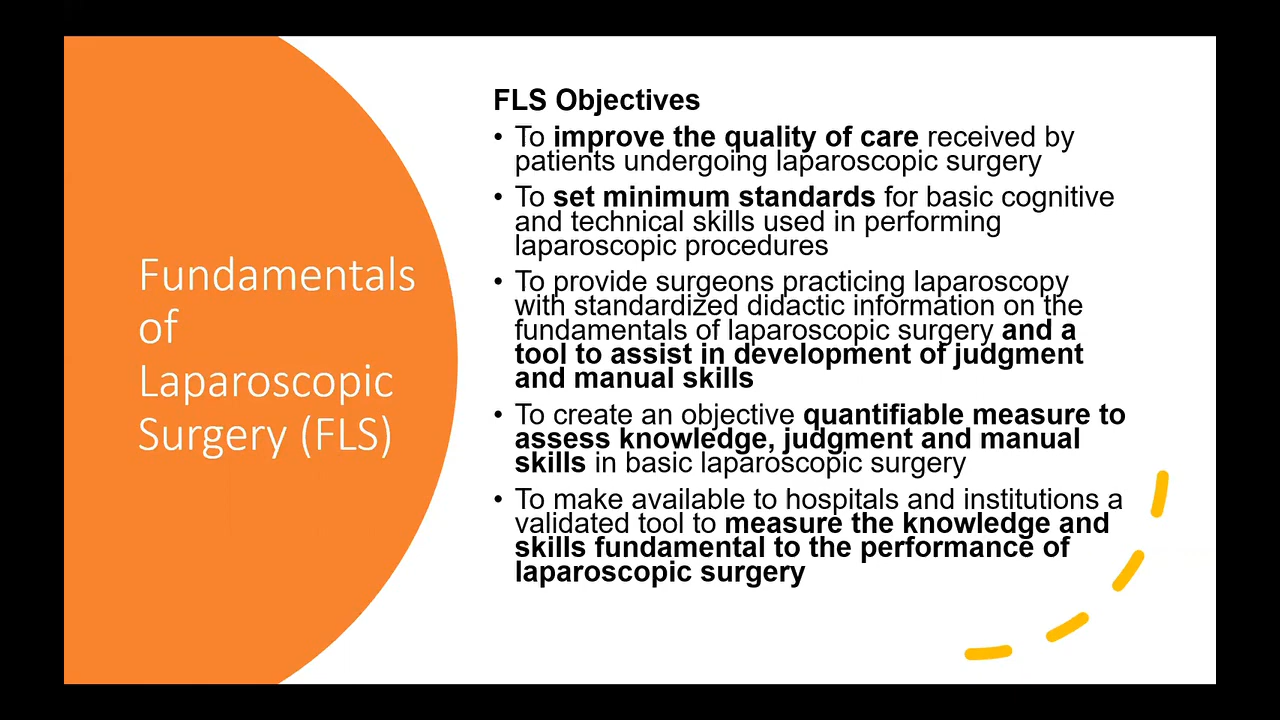 Fundamentals
of
Laparoscopic
Surgery (FLS)
FLS Objectives
• To improve the quality of care received by
patients undergoing laparoscopic surgery
• To set minimum standards for basic cognitive
and technical skills used in performing
laparoscopic procedures
• To provide surgeons practicing laparoscopy
with standardized didactic information on the
fundamentals of laparoscopic surgery and a
tool to assist in development of judgment
and manual skills
• To create an objective quantifiable measure to
assess knowledge, judgment and manual
skills in basic laparoscopic surgery
• To make available to hospitals and institutions a
validated tool to measure the knowledge and
skills fundamental to the performance of
laparoscopic surgery